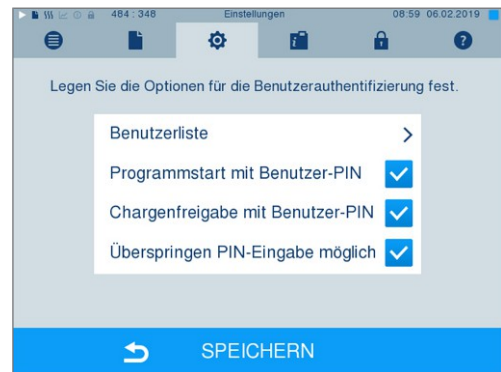 484 : 348 Einstellungen 08:59 06.02.2019
Legen Sie die Optionen für die Benutzerauthentifizierung fest.
Benutzerliste
Programmstart mit Benutzer-PIN
Chargenfreigabe mit Benutzer-PIN
Überspringen PIN-Eingabe möglich
SPEICHERN